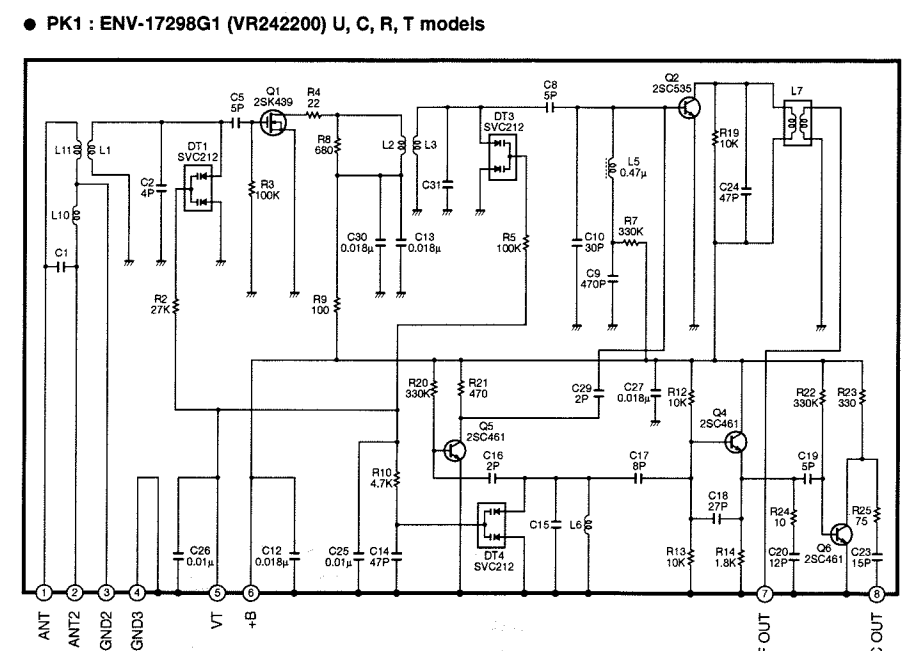 ● PK1 : ENV-17298G1 (VR242200) U, C, R, T models
Q1
2SK439
R4
22
C5
5P
L11
L1
C2
4P
DT1
SVC212
R3
100K
R8
680
L2
L3
C31
C8
5P
DT3
SVC212
Q2
2SC535
L7
R19
10K
L5
0.47μ
C24
47P
L10
C1
R2
27K
C30
0.018μ
C13
0.018μ
R5
100K
C10
30P
R7
330K
C9
470P
R9
100
R20
330K
R21
470
C29
2P
C27
0.018μ
R12
10K
Q4
2SC461
R22
330K
R23
330
Q5
2SC461
C16
2P
C17
8P
C19
5P
R10
4.7K
C18
27P
R24
10
R25
75
C15
L6
C26
0.01μ
C12
0.018μ
C25
0.01μ
C14
47P
DT4
SVC212
R13
10K
R14
1.8K
C20
12P
Q6
2SC461
C23
15P
1
2
3
4
5
6
7
8
ANT
ANT2
GND2
GND3
VT
+B
OUT
OUT